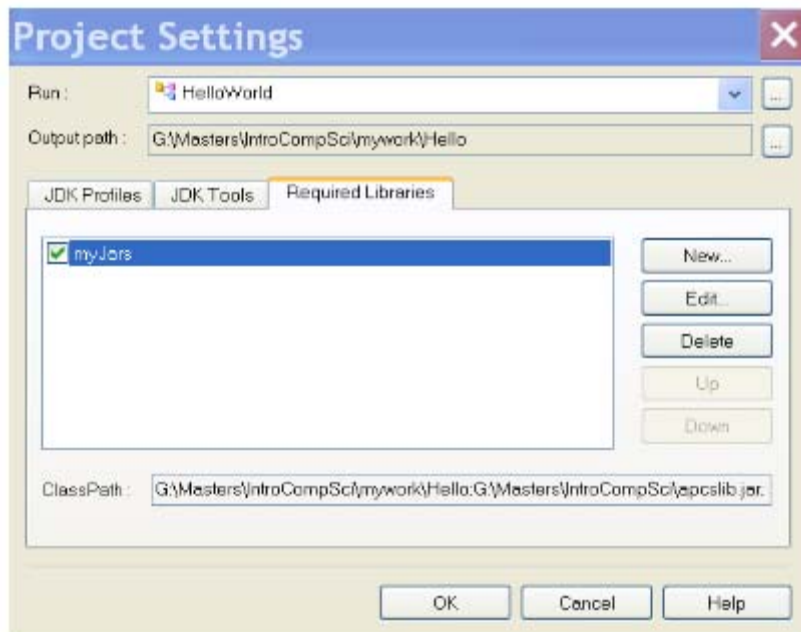 Project Settings
Run :
HelloWorld
...
Output path :
G:\Masters\IntroCompSci\mywork\Hello
...
JDK Profiles
JDK Tools
Required Libraries
myJars
New...
Edit...
Delete
Up
Down
ClassPath :
G:\Masters\IntroCompSci\mywork\Hello:G:\Masters\IntroCompSci\apcslib.jar.
OK
Cancel
Help